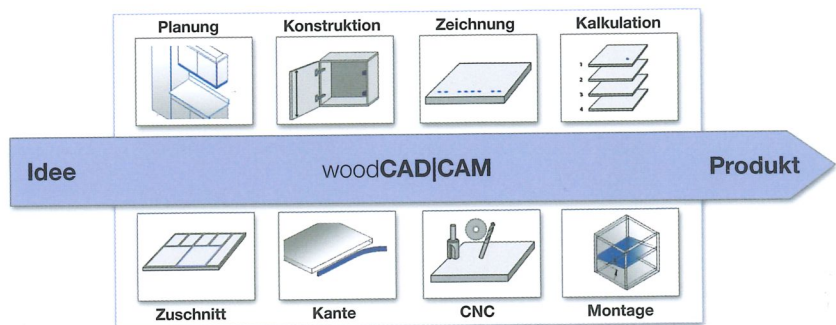 Planung Konstruktion Zeichnung Kalkulation
1
2
3
4
Idee woodCAD|CAM Produkt
Zuschnitt Kante CNC Montage